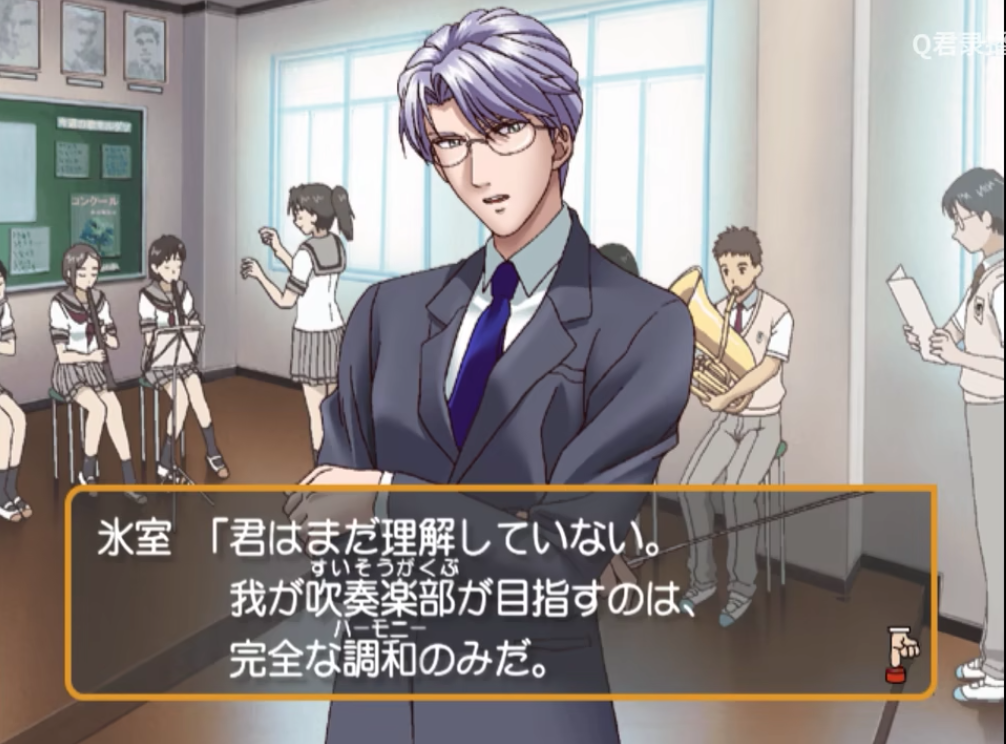 Q君录
コンクール
氷室 「君はまだ理解していない。
すいそうがくぶ
我が吹奏楽部が目指すのは、
ハーモニー
完全な調和のみだ。